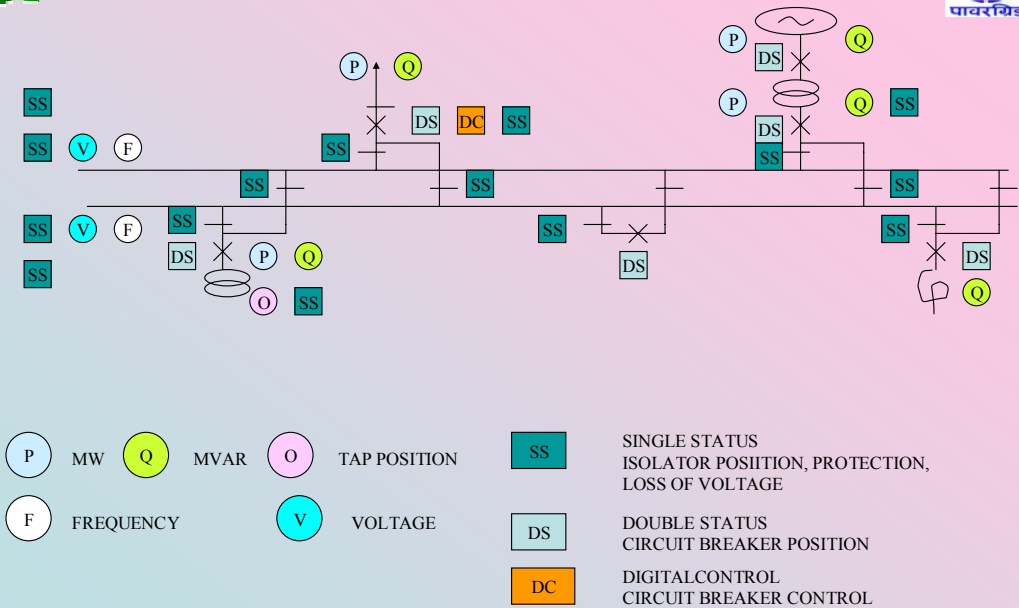 पावरग्रिड
P Q
P Q
DS
SS
P Q SS
DS DC SS
DS
SS V F
SS
SS
SS
SS
SS
SS
SS V F
SS
SS
SS
DS P Q
DS
DS
SS
O SS
Q
P MW Q MVAR O TAP POSITION
F FREQUENCY V VOLTAGE
SS SINGLE STATUS
ISOLATOR POSIITION, PROTECTION,
LOSS OF VOLTAGE
DS DOUBLE STATUS
CIRCUIT BREAKER POSITION
DC DIGITALCONTROL
CIRCUIT BREAKER CONTROL